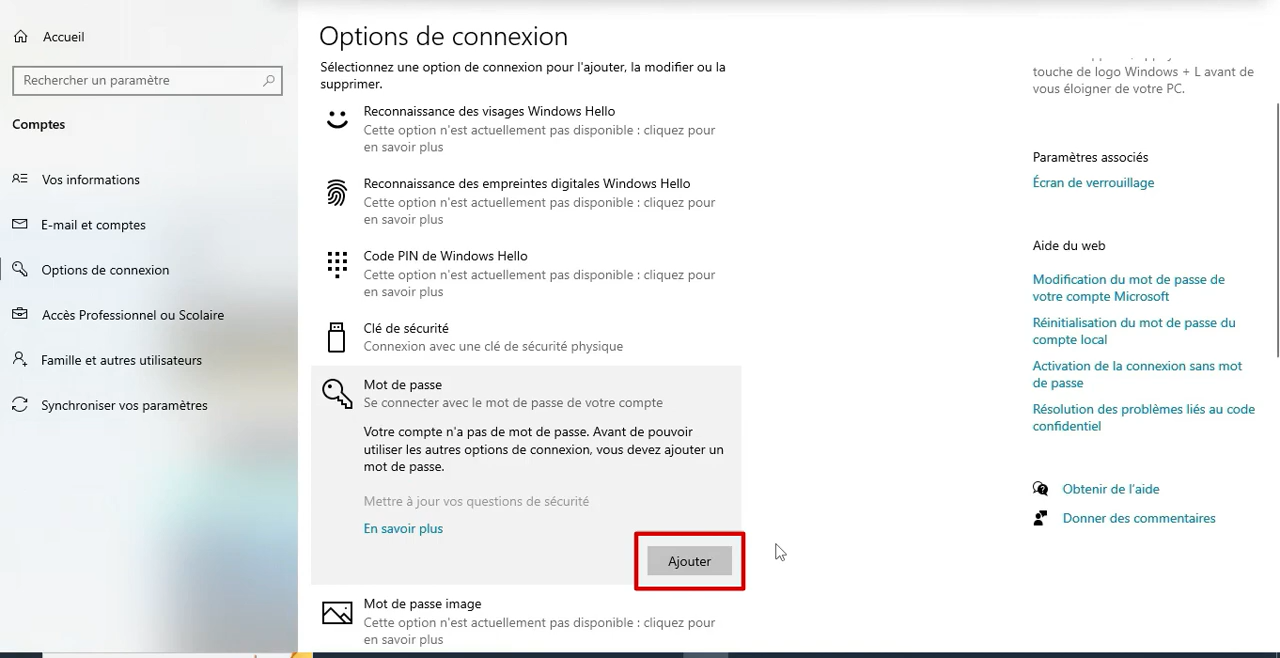 Accueil
Rechercher un paramètre
Comptes
Vos informations
E-mail et comptes
Options de connexion
Accès Professionnel ou Scolaire
Famille et autres utilisateurs
Synchroniser vos paramètres
Options de connexion
Sélectionnez une option de connexion pour l'ajouter, la modifier ou la
supprimer.
Reconnaissance des visages Windows Hello
Cette option n'est actuellement pas disponible : cliquez pour
en savoir plus
Reconnaissance des empreintes digitales Windows Hello
Cette option n'est actuellement pas disponible : cliquez pour
en savoir plus
Code PIN de Windows Hello
Cette option n'est actuellement pas disponible : cliquez pour
en savoir plus
Clé de sécurité
Connexion avec une clé de sécurité physique
Mot de passe
Se connecter avec le mot de passe de votre compte
Votre compte n'a pas de mot de passe. Avant de pouvoir
utiliser les autres options de connexion, vous devez ajouter un
mot de passe.
Mettre à jour vos questions de sécurité
En savoir plus
Ajouter
Mot de passe image
Cette option n'est actuellement pas disponible : cliquez pour
en savoir plus
touche de logo Windows + L avant de
vous éloigner de votre PC.
Paramètres associés
Écran de verrouillage
Aide du web
Modification du mot de passe de
votre compte Microsoft
Réinitialisation du mot de passe du
compte local
Activation de la connexion sans mot
de passe
Résolution des problèmes liés au code
confidentiel
Obtenir de l'aide
Donner des commentaires